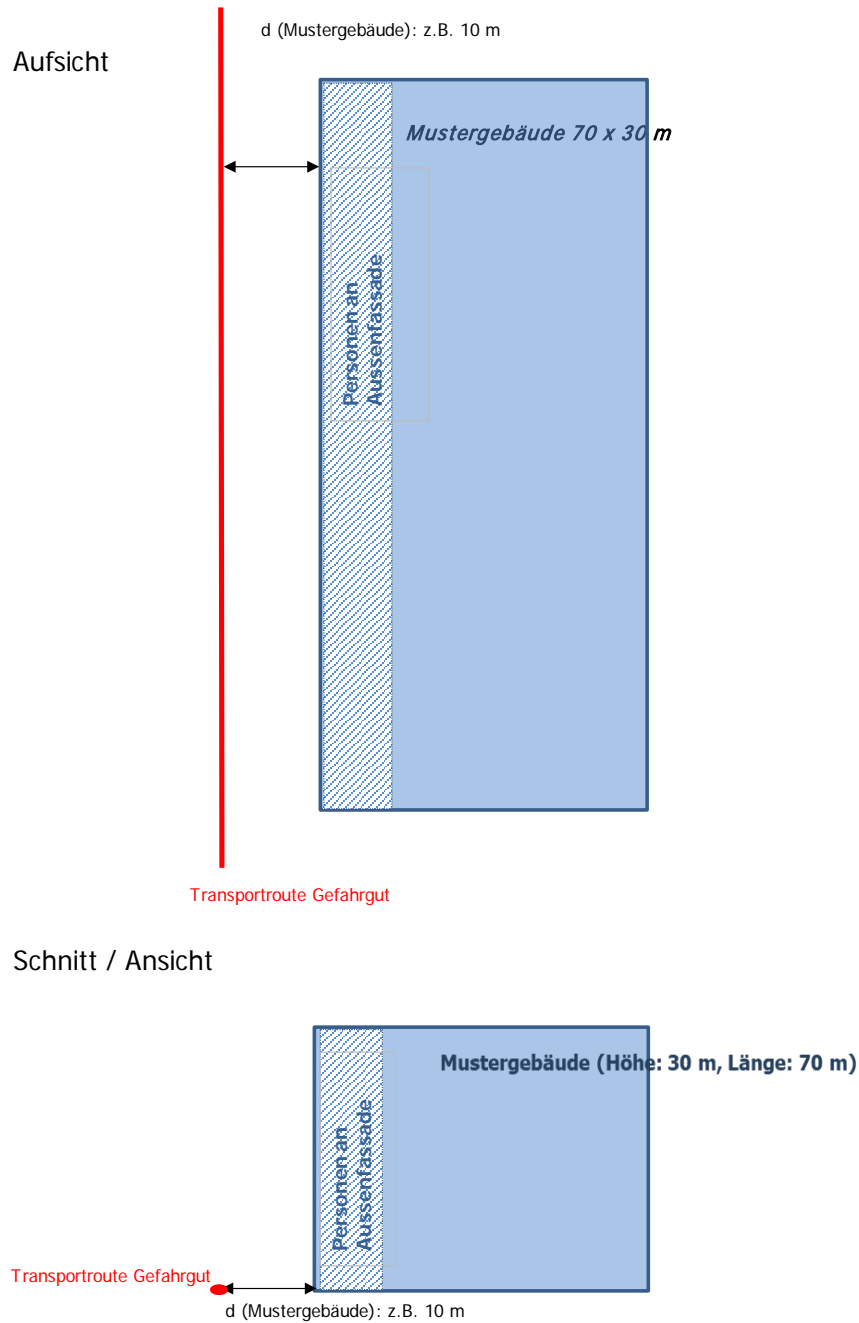 d (Mustergebäude): z.B. 10 m
Aufsicht
Mustergebäude 70 x 30 m
Personen an
Aussenfassade
Transportroute Gefahrgut
Schnitt / Ansicht
Mustergebäude (Höhe: 30 m, Länge: 70 m)
Personen an
Aussenfassade
Transportroute Gefahrgut
d (Mustergebäude): z.B. 10 m